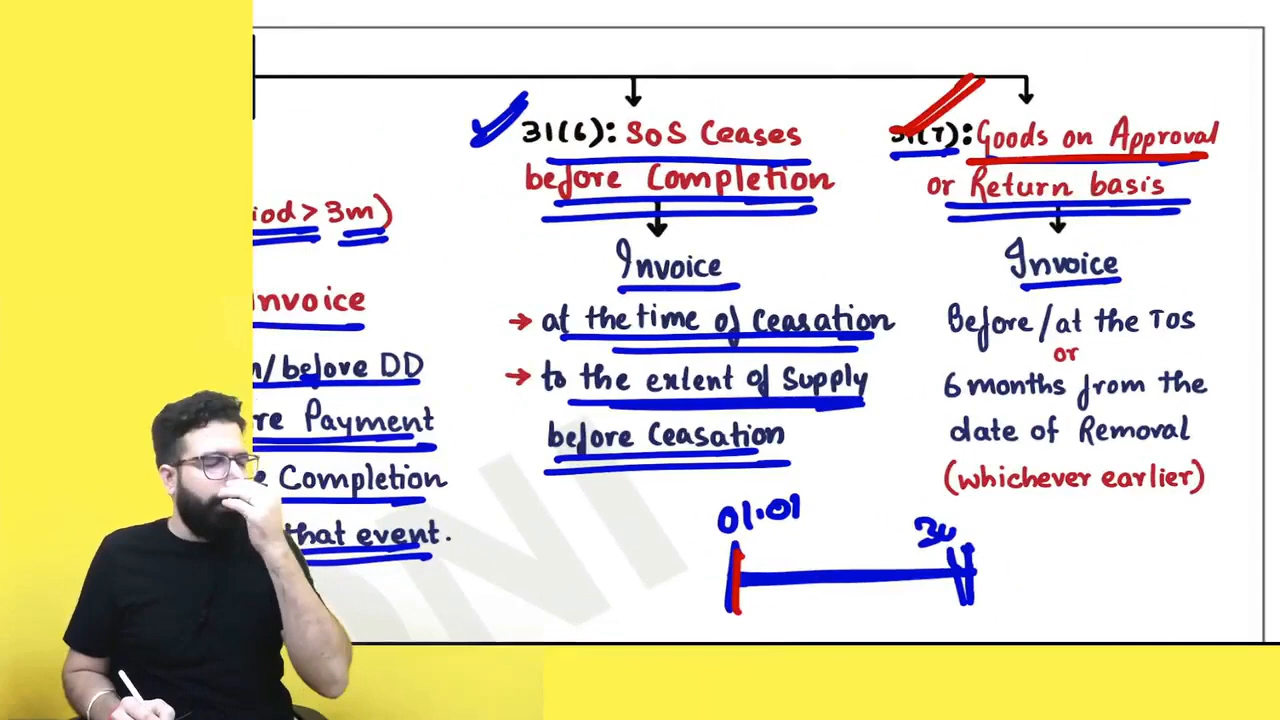 iod > 3m)
nvoice
n/before DD
re Payment
e Completion
that event.
31(6): SoS Ceases
before Completion
Invoice
→ at the time of Ceasation
→ to the extent of Supply
before Ceasation
01.01
31(7): Goods on Approval
or Return basis
Invoice
Before/at the TOS
or
6 months from the
date of Removal
(whichever earlier)